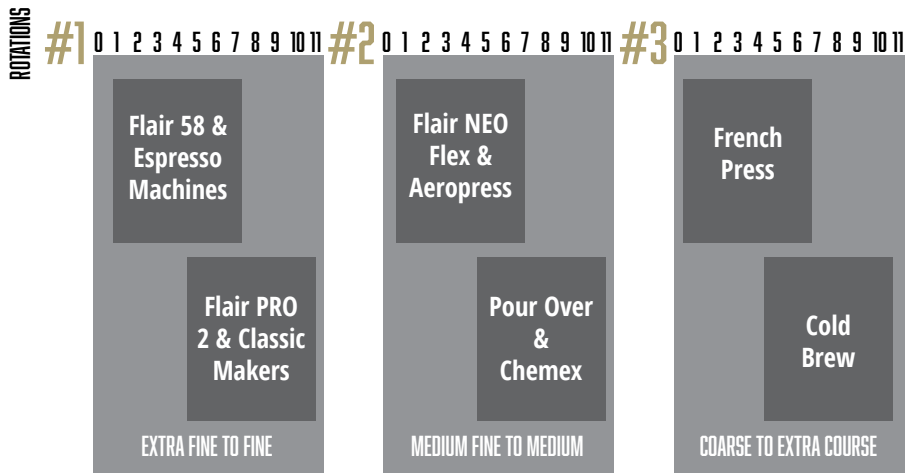 ROTATIONS
#1 0 1 2 3 4 5 6 7 8 9 10 11 #2 0 1 2 3 4 5 6 7 8 9 10 11 #3 0 1 2 3 4 5 6 7 8 9 10 11
Flair 58 &
Espresso
Machines
Flair PRO
2 & Classic
Makers
EXTRA FINE TO FINE
Flair NEO
Flex &
Aeropress
Pour Over
&
Chemex
MEDIUM FINE TO MEDIUM
French
Press
Cold
Brew
COARSE TO EXTRA COURSE